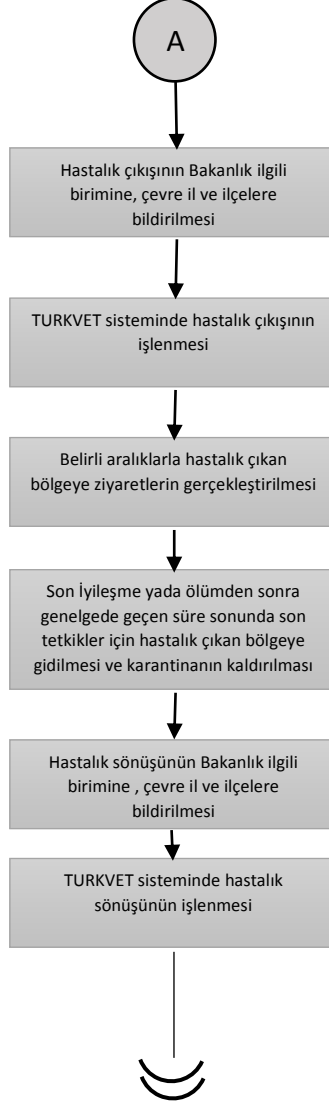 A
Hastalık çıkışının Bakanlık ilgili
birimine, çevre il ve ilçelere
bildirilmesi
TURKVET sisteminde hastalık çıkışının
işlenmesi
Belirli aralıklarla hastalık çıkan
bölgeye ziyaretlerin gerçekleştirilmesi
Son İyileşme yada ölümden sonra
genelgede geçen süre sonunda son
tetkikler için hastalık çıkan bölgeye
gidilmesi ve karantinanın kaldırılması
Hastalık sönüşünün Bakanlık ilgili
birimine , çevre il ve ilçelere
bildirilmesi
TURKVET sisteminde hastalık
sönüşünün işlenmesi